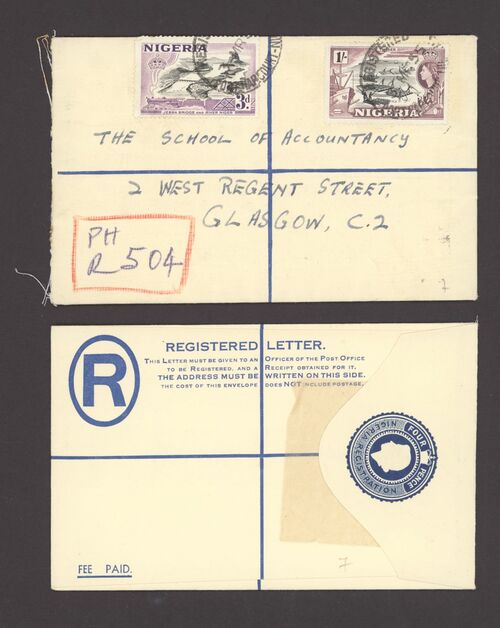 NIGERIA
3d.
JEBBA BRIDGE AND RIVER NIGER
1/-
NIGERIA
REGISTERED
THE SCHOOL OF ACCOUNTANCY
2 WEST REGENT STREET,
GLASGOW, C.2
PH
R 504
7
R
REGISTERED LETTER.
THIS LETTER MUST BE GIVEN TO AN OFFICER OF THE POST OFFICE
TO BE REGISTERED, AND A RECEIPT OBTAINED FOR IT.
THE ADDRESS MUST BE WRITTEN ON THIS SIDE.
THE COST OF THIS ENVELOPE DOES NOT INCLUDE POSTAGE.
FOUR PENCE
NIGERIA REGISTRATION
FEE PAID.
7